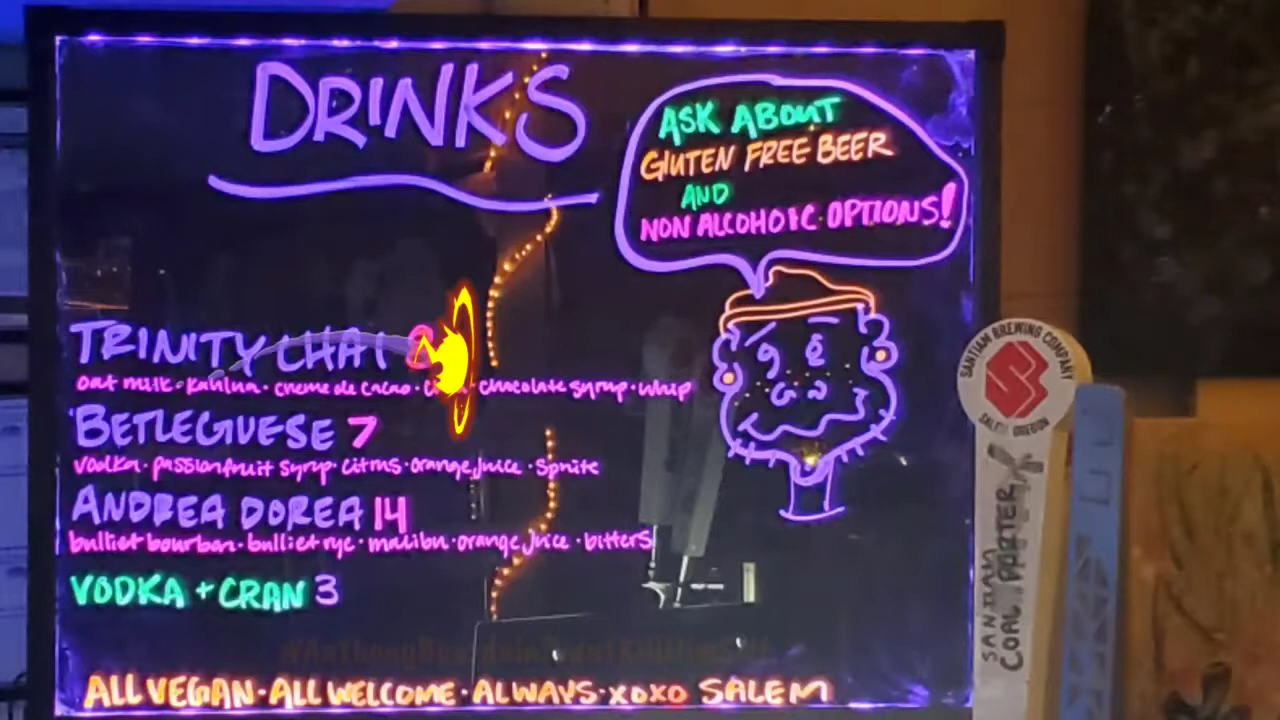 DRINKS
ASK ABOUT
GLUTEN FREE BEER
AND
NON ALCOHOIC OPTIONS!
TRINITY CHAI
oat milk · kahlua · creme de cacao · chocolate syrup · whip
BETLEGUESE 7
vodka · passionfruit syrup · citrus · orange juice · sprite
ANDREA DOREA 14
bulliet bourbon · bulliet rye · malibu · orange juice · bitters
VODKA + CRAN 3
ALL VEGAN · ALL WELCOME · ALWAYS · XOXO SALEM
SANTIAM BREWING COMPANY
SALEM OREGON
SANTIAM
COAL PORTER